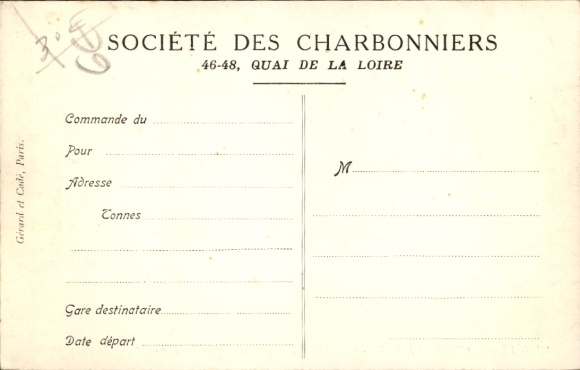 SOCIÉTÉ DES CHARBONNIERS
46-48, QUAI DE LA LOIRE
Commande du
Pour
Adresse
Tonnes
Gare destinataire
Date départ
M
Gérard et Cadé, Paris.